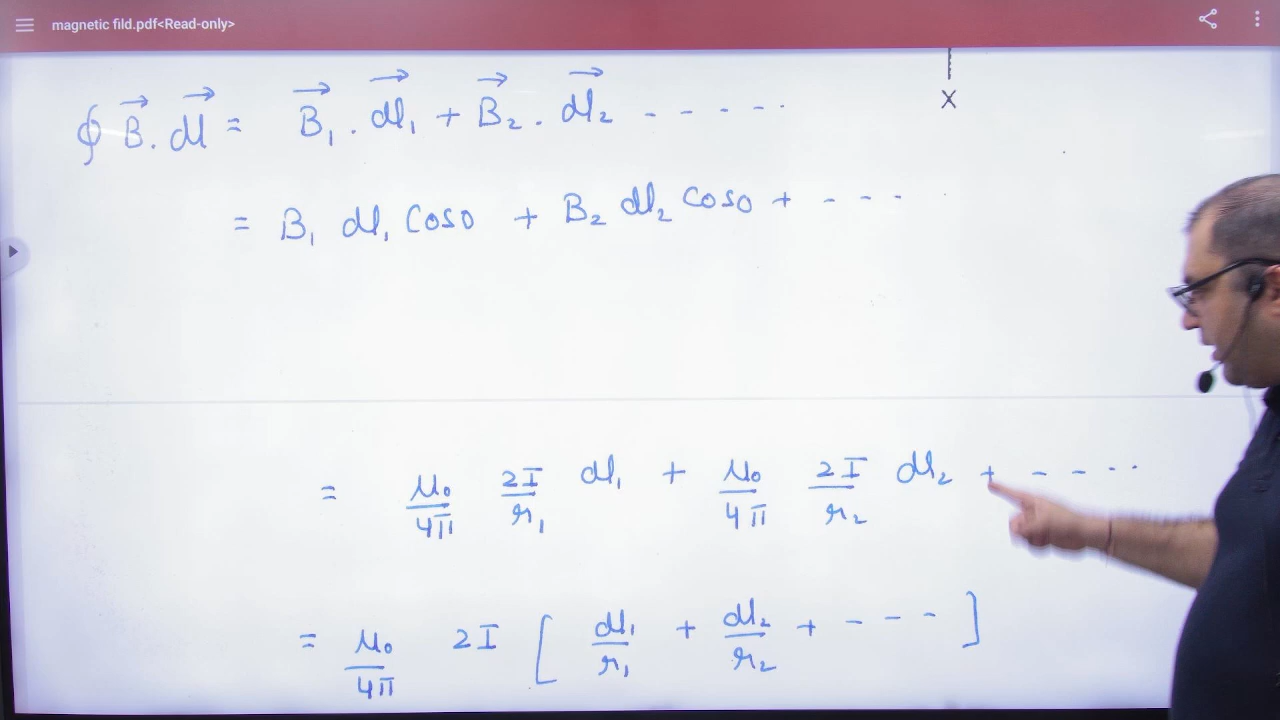 magnetic fild.pdf<Read-only>
X
∮ B⃗ . dl⃗ = B⃗₁ . dl⃗₁ + B⃗₂ . dl⃗₂ - - - - -
= B₁ dl₁ Cos0 + B₂ dl₂ Cos0 + - - -
= μ₀/4π 2I/r₁ dl₁ + μ₀/4π 2I/r₂ dl₂ + - - - -
= μ₀/4π 2I [ dl₁/r₁ + dl₂/r₂ + - - - ]